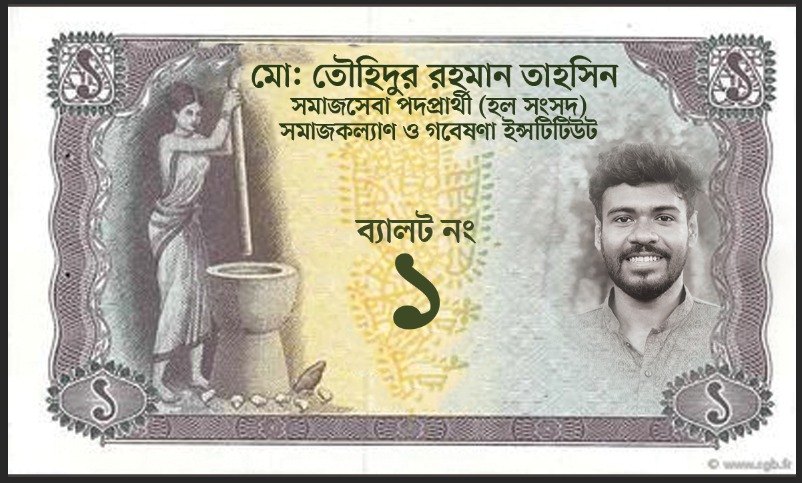 ১ ১
মো: তৌহিদুর রহমান তাহসিন
সমাজসেবা পদপ্রার্থী (হল সংসদ)
সমাজকল্যাণ ও গবেষণা ইন্সটিটিউট
ব্যালট নং
১
১ ১
© www.cgb.fr